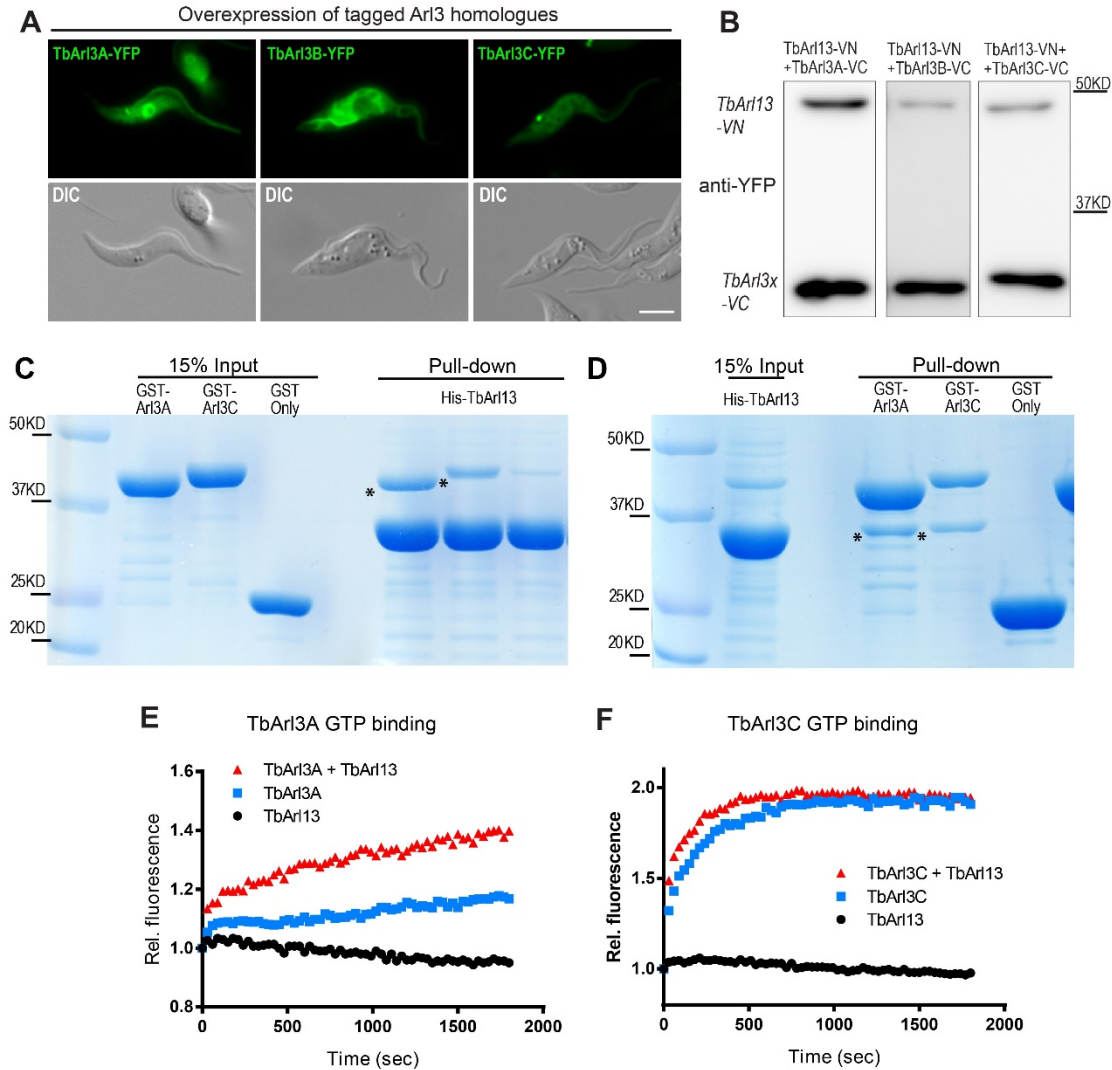 A
Overexpression of tagged Arl3 homologues
TbArl3A-YFP
TbArl3B-YFP
TbArl3C-YFP
DIC
DIC
DIC
B
TbArl13-VN
+TbArl3A-VC
TbArl13-VN
+TbArl3B-VC
TbArl13-VN+
+TbArl3C-VC
TbArl13
-VN
anti-YFP
TbArl3x
-VC
50KD
37KD
C
15% Input
GST-
Arl3A
GST-
Arl3C
GST
Only
Pull-down
His-TbArl13
50KD
37KD
25KD
20KD
*
*
D
15% Input
His-TbArl13
Pull-down
GST-
Arl3A
GST-
Arl3C
GST
Only
50KD
37KD
25KD
20KD
*
*
E
TbArl3A GTP binding
TbArl3A + TbArl13
TbArl3A
TbArl13
Rel. fluorescence
1.6
1.4
1.2
1.0
0.8
0
500
1000
1500
2000
Time (sec)
F
TbArl3C GTP binding
TbArl3C + TbArl13
TbArl3C
TbArl13
Rel. fluorescence
2.0
1.5
1.0
0
500
1000
1500
2000
Time (sec)